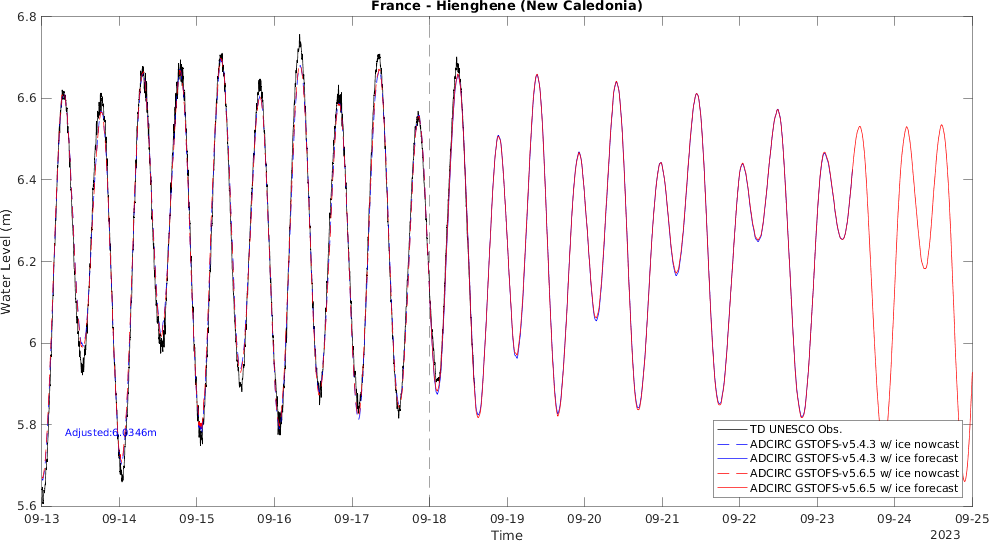 France - Hienghene (New Caledonia)
Water Level (m)
6.8
6.6
6.4
6.2
6
5.8
5.6
Adjusted:6.0346m
TD UNESCO Obs.
ADCIRC GSTOFS-v5.4.3 w/ ice nowcast
ADCIRC GSTOFS-v5.4.3 w/ ice forecast
ADCIRC GSTOFS-v5.6.5 w/ ice nowcast
ADCIRC GSTOFS-v5.6.5 w/ ice forecast
09-13 09-14 09-15 09-16 09-17 09-18 09-19 09-20 09-21 09-22 09-23 09-24 09-25
Time
2023